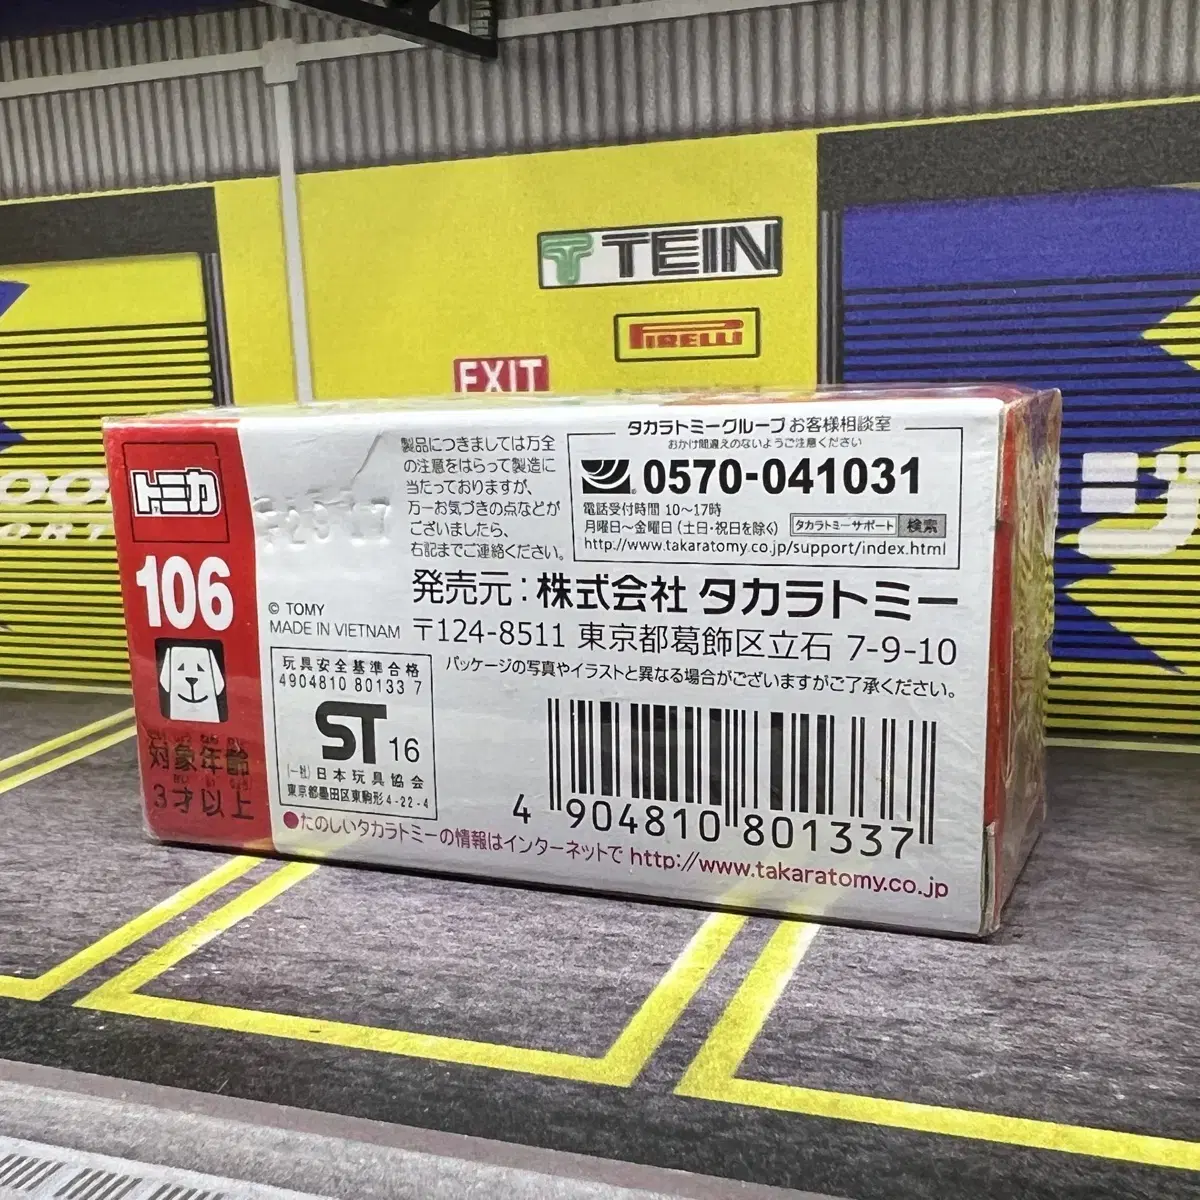 TEIN
PIRELLI
EXIT
トミカ
106
対象年齢
3才以上
© TOMY
MADE IN VIETNAM
製品につきましては万全
の注意をはらって製造に
当たっておりますが、
万一お気づきの点などが
ございましたら、
右記までご連絡ください。
タカラトミーグループ お客様相談室
おかけ間違えのないようご注意ください
0570-041031
電話受付時間 10〜17時
月曜日〜金曜日 (土日・祝日を除く) タカラトミーサポート 検索
http://www.takaratomy.co.jp/support/index.html
発売元：株式会社 タカラトミー
〒124-8511 東京都葛飾区立石 7-9-10
パッケージの写真やイラストと異なる場合がございますがご了承ください。
玩具安全基準合格
4904810 80133 7
ST 16
(一社) 日本玩具協会
東京都墨田区東駒形 4-22-4
4 904810 801337
●たのしいタカラトミーの情報はインターネットで http://www.takaratomy.co.jp